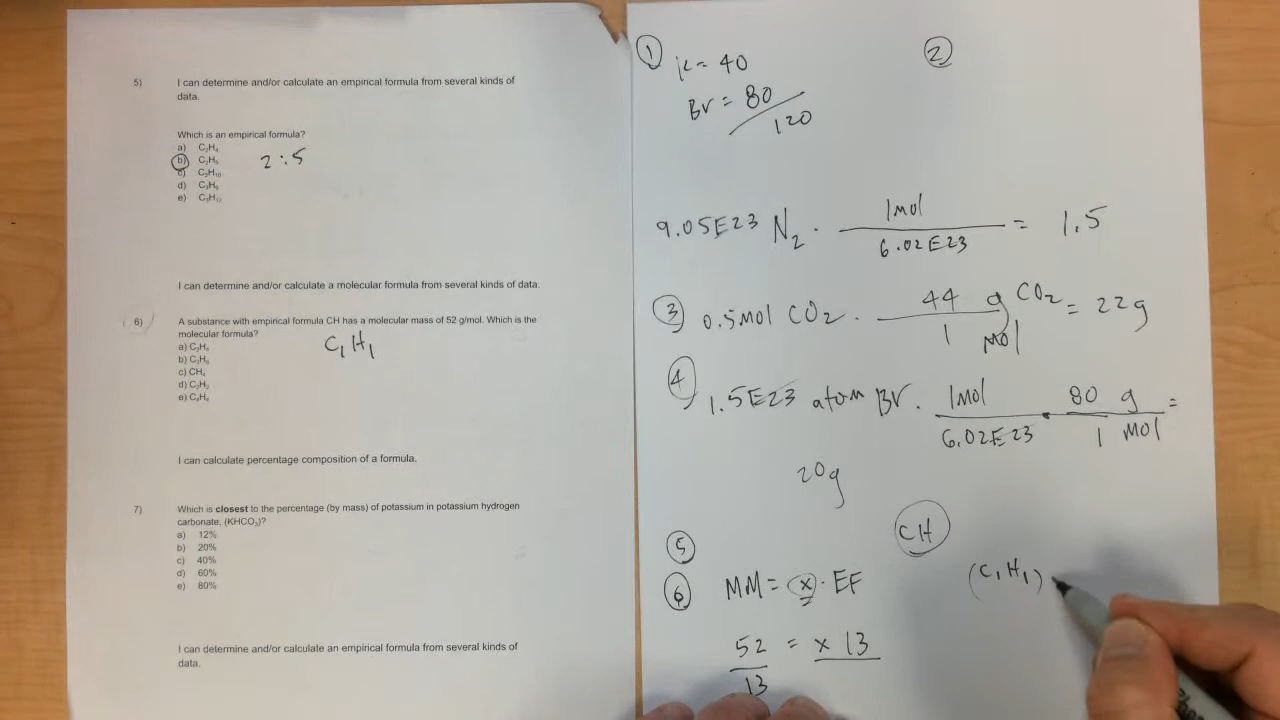 5) I can determine and/or calculate an empirical formula from several kinds of
data.
Which is an empirical formula?
a) C₂H₄
b) C₂H₅ 2:5
c) C₂H₁₀
d)
e)
I can determine and/or calculate a molecular formula from several kinds of data.
6) A substance with empirical formula CH has a molecular mass of 52 g/mol. Which is the
molecular formula?
a)
b)
c) CH₄
d) C₂H₂
e) C₄H₄
C₁H₁
I can calculate percentage composition of a formula.
7) Which is closest to the percentage (by mass) of potassium in potassium hydrogen
carbonate, (KHCO₃)?
a) 12%
b) 20%
c) 40%
d) 60%
e) 80%
I can determine and/or calculate an empirical formula from several kinds of
data.
1 K = 40
Br = 80
120
2
9.05E23 N₂ · 1mol / 6.02E23 = 1.5
3 0.5mol CO₂ · 44 g CO₂ / 1 mol = 22g
4 1.5E23 atom Br · 1mol / 6.02E23 · 80 g / 1 mol =
20g
5 CH
6 MM = x · EF (C₁H₁)
52 = x 13
13